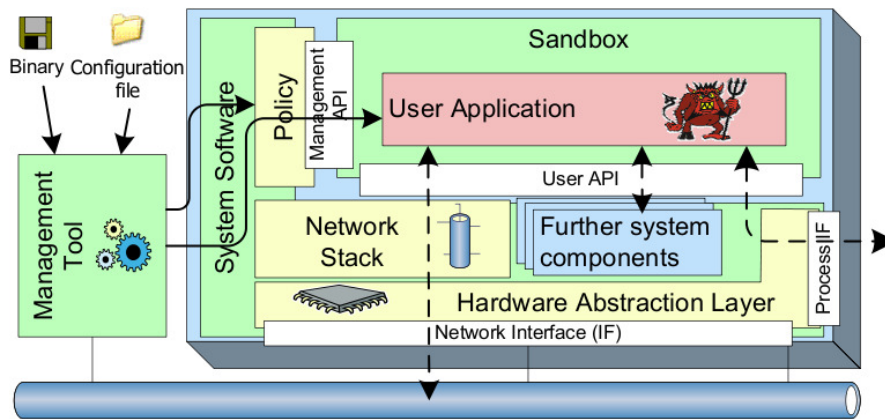 Binary
Configuration
file
Management
Tool
System Software
Policy
Management
API
Sandbox
User Application
User API
Network
Stack
Further system
components
Hardware Abstraction Layer
Process IF
Network Interface (IF)